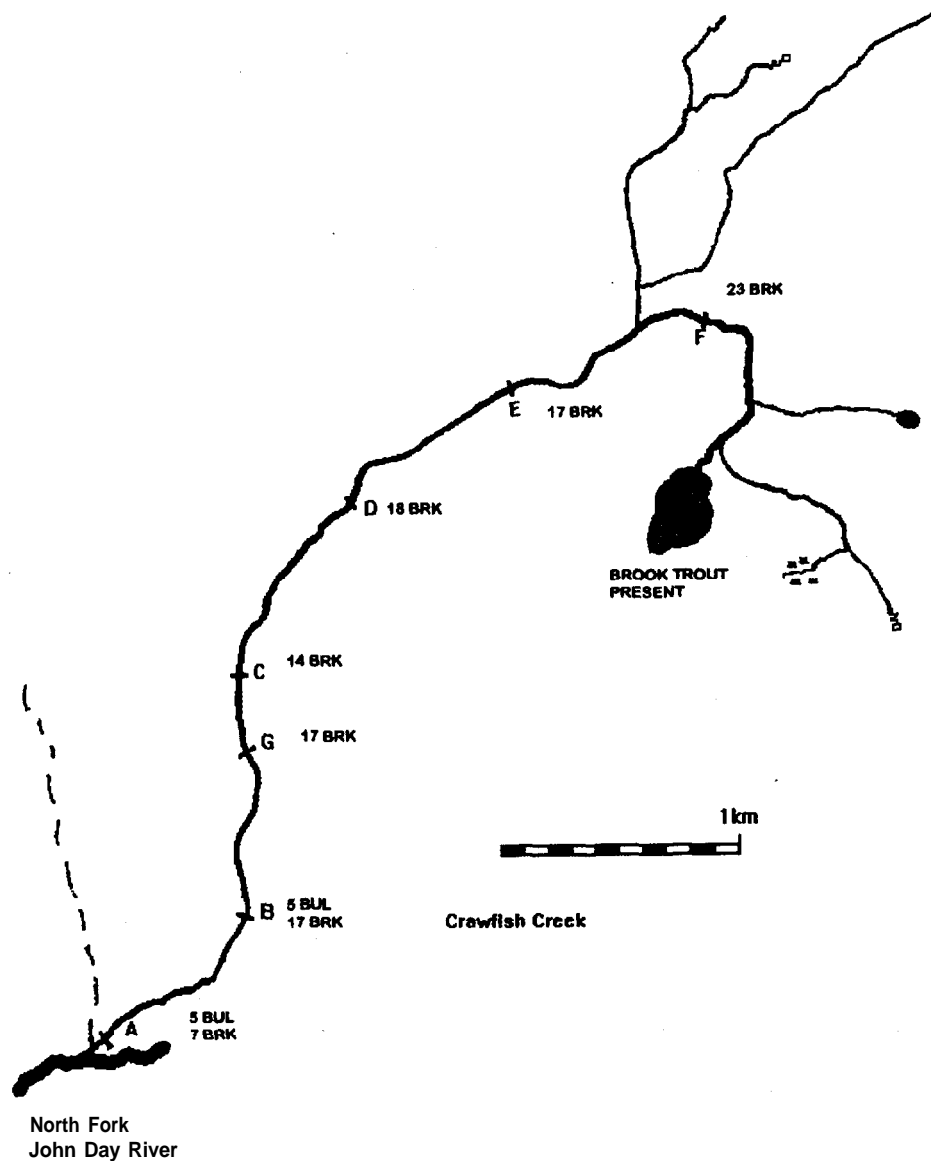 23 BRK
F
E
17 BRK
D 18 BRK
BROOK TROUT
PRESENT
C 14 BRK
G 17 BRK
1km
B 5 BUL
17 BRK
Crawfish Creek
A 5 BUL
7 BRK
North Fork
John Day River